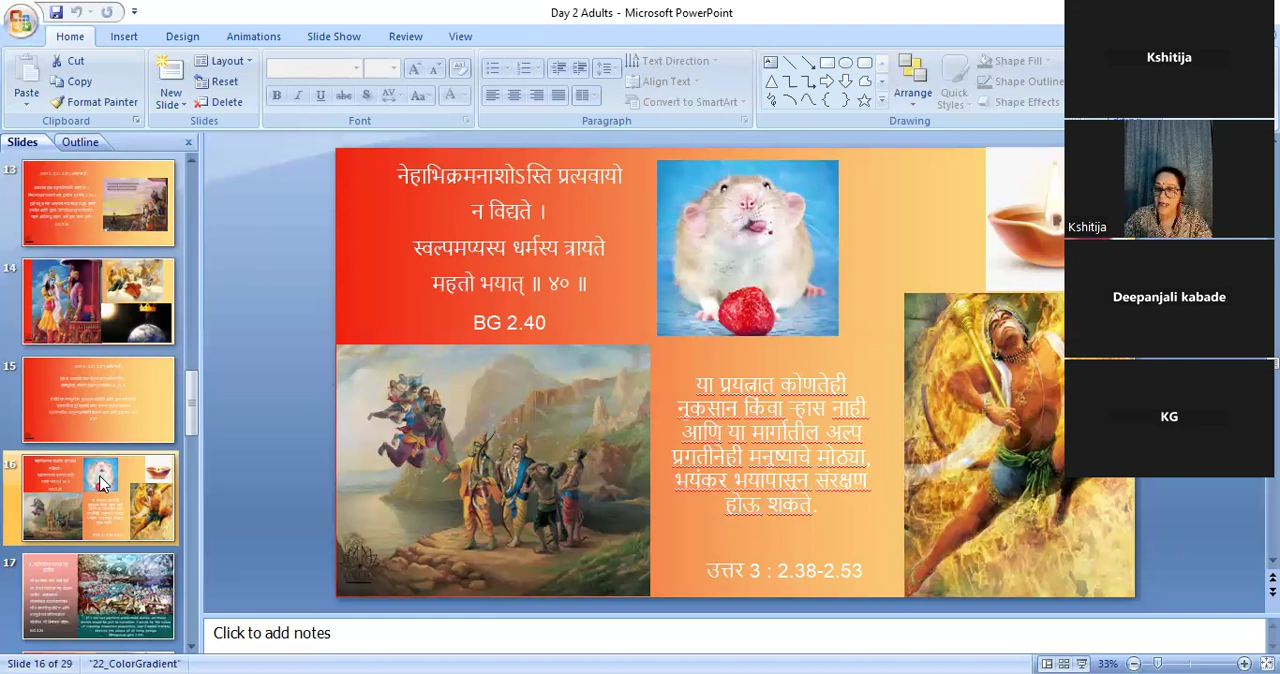 Day 2 Adults - Microsoft PowerPoint
Home Insert Design Animations Slide Show Review View
Paste
Cut
Copy
Format Painter
Clipboard
New Slide
Layout
Reset
Delete
Slides
Font
Paragraph
Text Direction
Align Text
Convert to SmartArt
Arrange
Quick Styles
Shape Fill
Shape Outline
Shape Effects
Drawing
Slides Outline
13
14
15
16
17
नेहाभिक्रमनाशोऽस्ति प्रत्यवायो
न विद्यते ।
स्वल्पमप्यस्य धर्मस्य त्रायते
महतो भयात् ॥ ४० ॥
BG 2.40
या प्रयत्नात कोणतेही
नुकसान किंवा ऱ्हास नाही
आणि या मार्गातील अल्प
प्रगतीनेही मनुष्याचे मोठ्या,
भयंकर भयापासून संरक्षण
होऊ शकते.
उत्तर 3 : 2.38-2.53
Kshitija
Kshitija
Deepanjali kabade
KG
Click to add notes
Slide 16 of 29 "22_ColorGradient" 33%